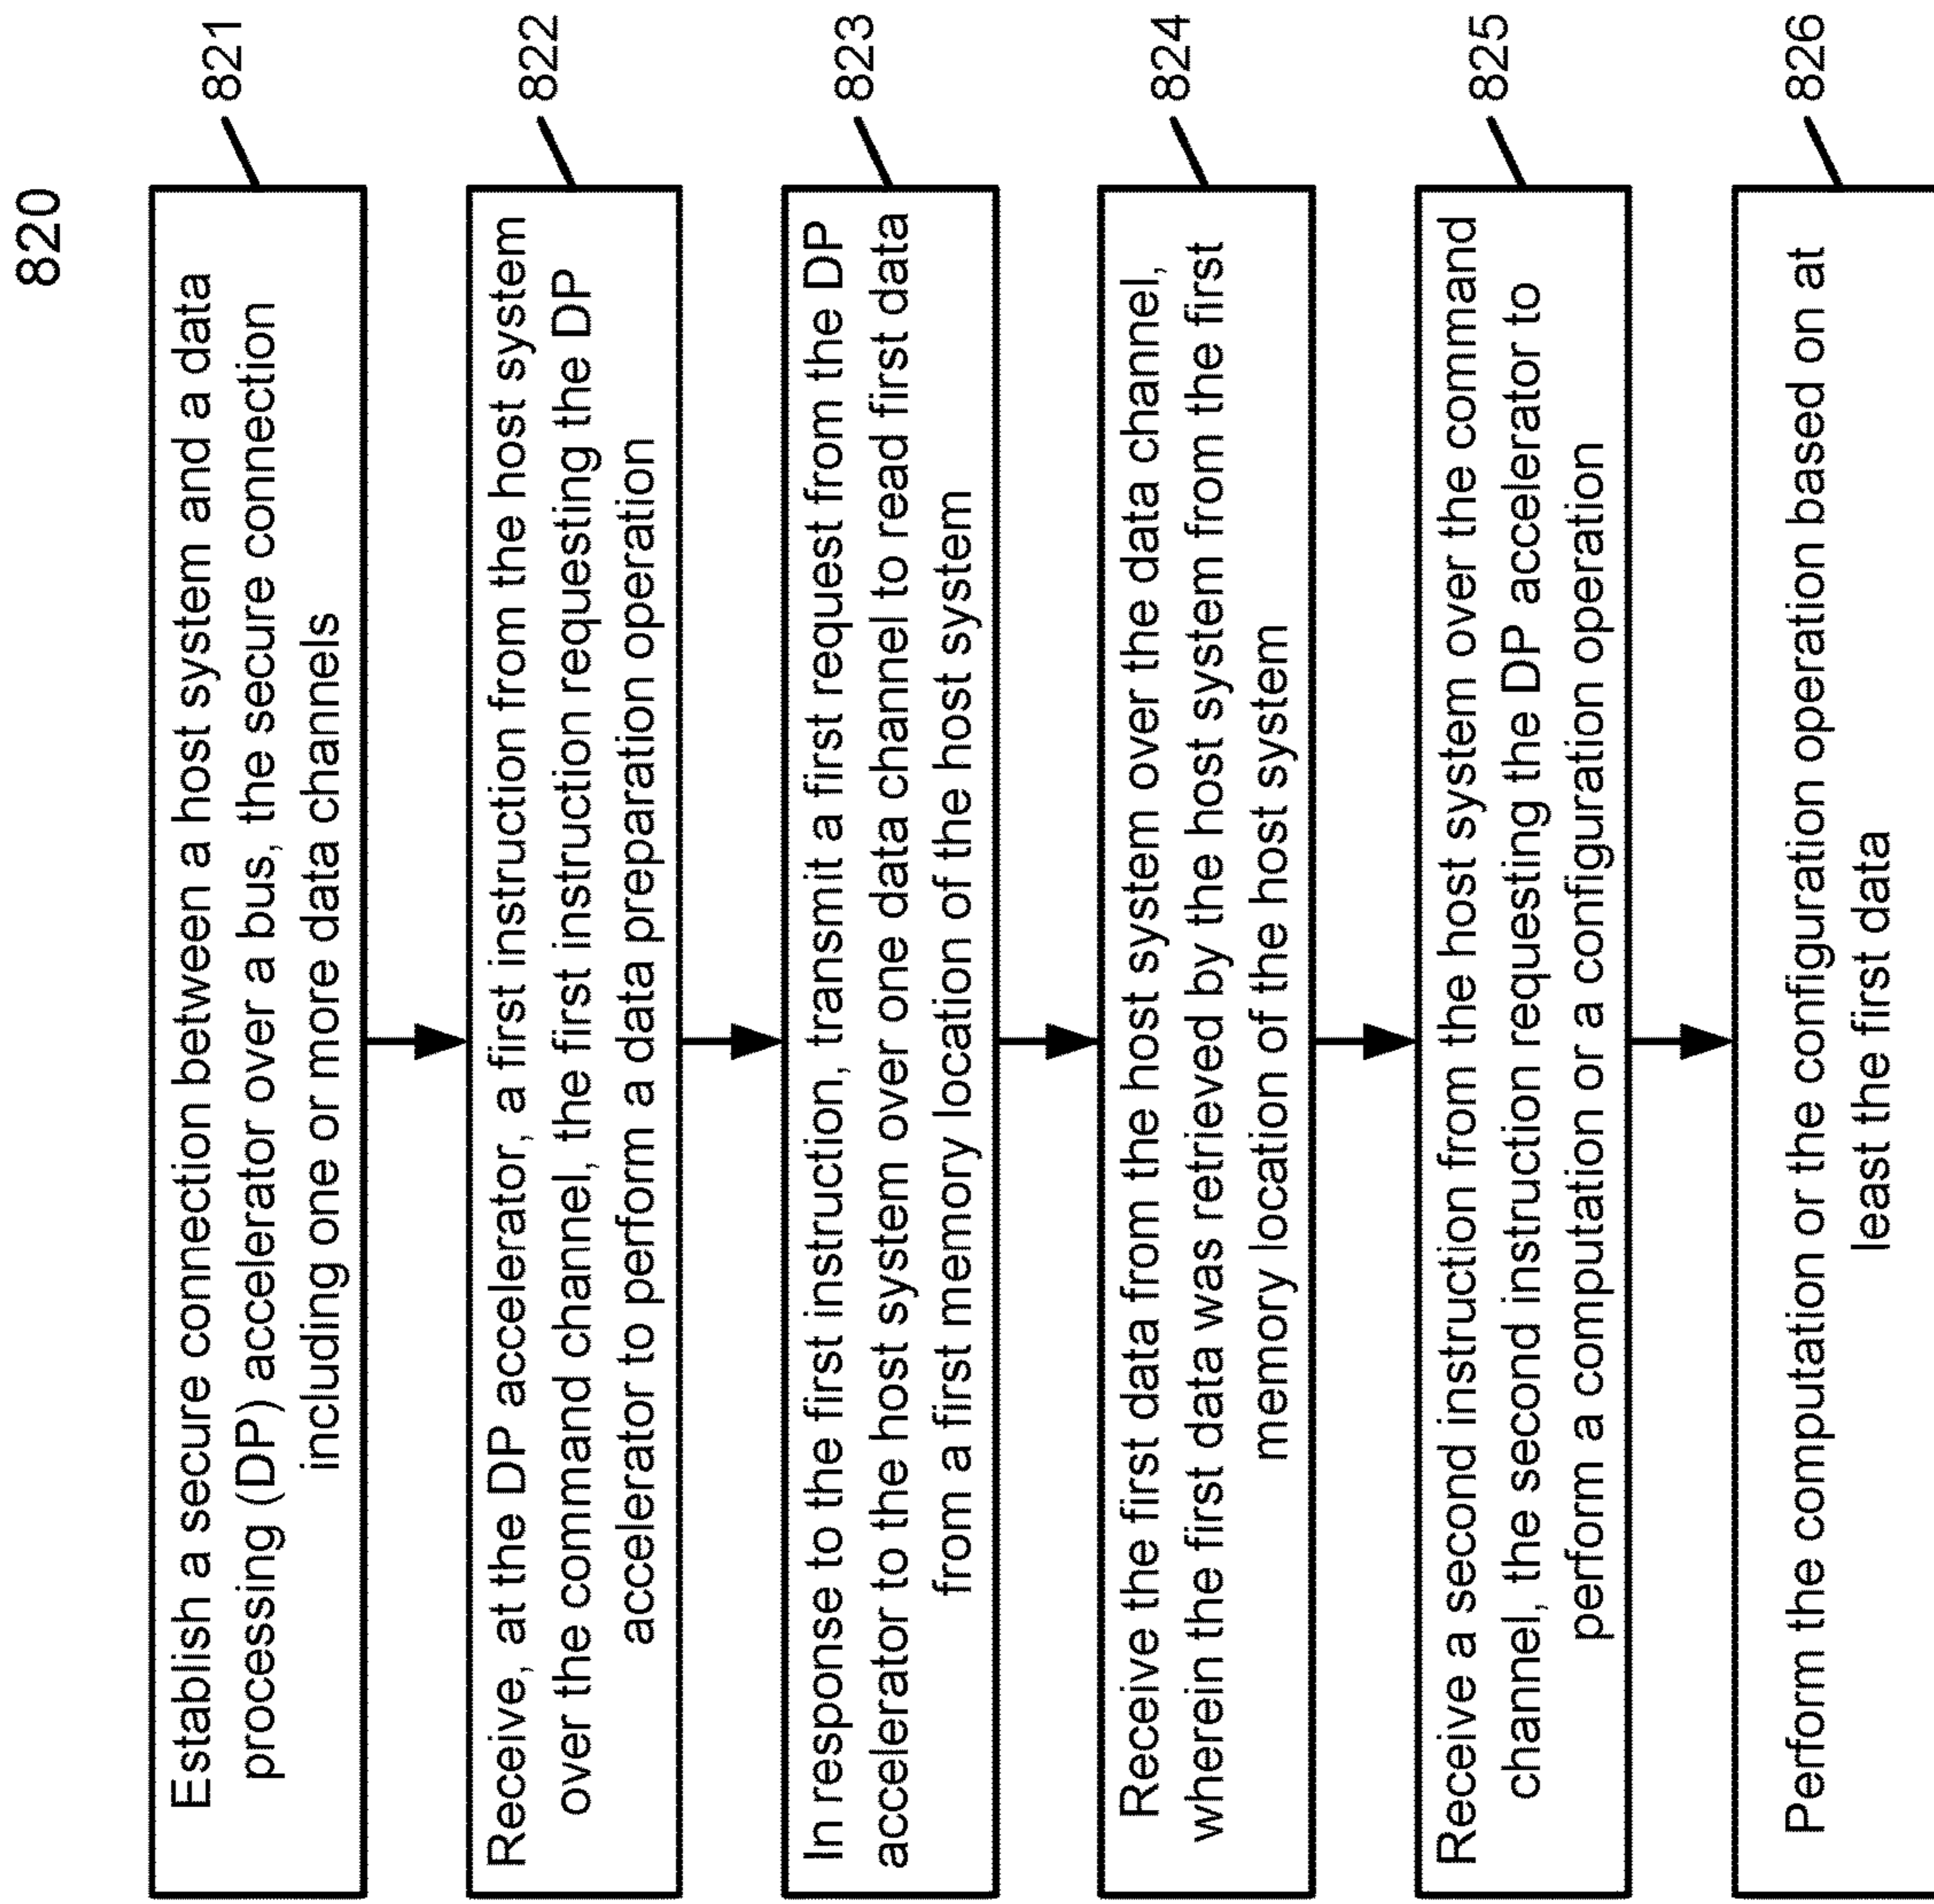 820
Establish a secure connection between a host system and a data
processing (DP) accelerator over a bus, the secure connection
including one or more data channels
821
Receive, at the DP accelerator, a first instruction from the host system
over the command channel, the first instruction requesting the DP
accelerator to perform a data preparation operation
822
In response to the first instruction, transmit a first request from the DP
accelerator to the host system over one data channel to read first data
from a first memory location of the host system
823
Receive the first data from the host system over the data channel,
wherein the first data was retrieved by the host system from the first
memory location of the host system
824
Receive a second instruction from the host system over the command
channel, the second instruction requesting the DP accelerator to
perform a computation or a configuration operation
825
Perform the computation or the configuration operation based on at
least the first data
826